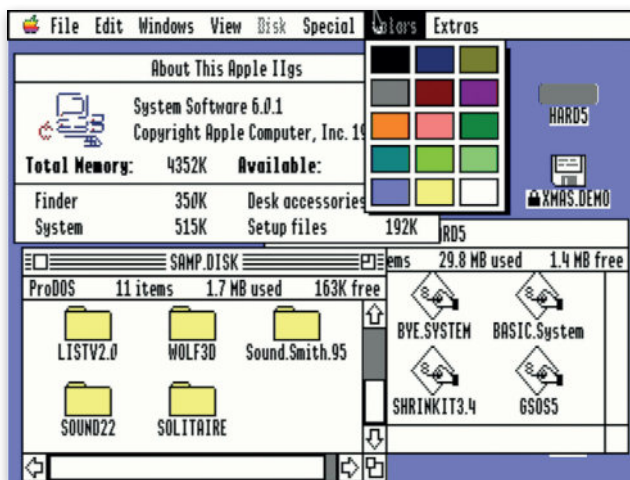 File Edit Windows View Disk Special Colors Extras
About This Apple IIgs
System Software 6.0.1
Copyright Apple Computer, Inc. 19
Total Memory: 4352K Available:
Finder 350K Desk accessories
System 515K Setup files 192K
HARD5
XMAS.DEMO
RD5
ems 29.8 MB used 1.4 MB free
SAMP.DISK
ProDOS 11 items 1.7 MB used 163K free
LISTV2.0 WOLF3D Sound.Smith.95
SOUND22 SOLITAIRE
BYE.SYSTEM BASIC.System
SHRINKIT3.4 GSOS5